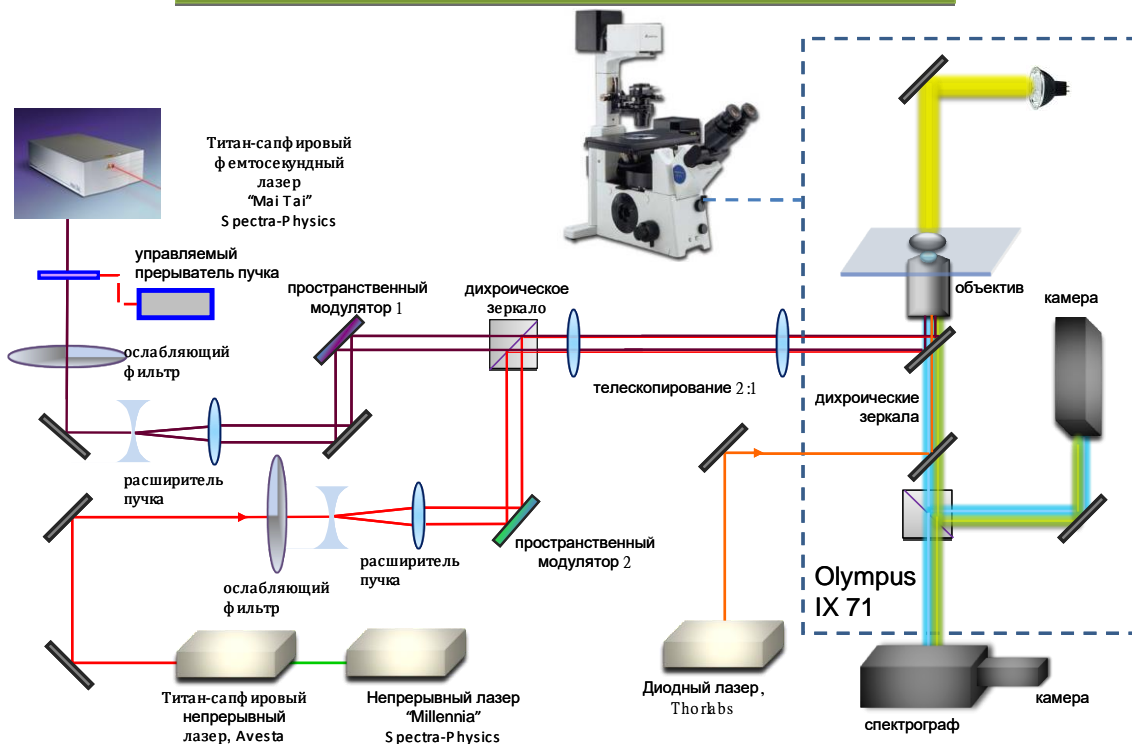 Титан-сапфировый
фемтосекундный
лазер
“Mai Tai”
Spectra-Physics
управляемый
прерыватель пучка
пространственный
модулятор 1
дихроическое
зеркало
объектив
камера
ослабляющий
фильтр
телескопирование 2:1
дихроические
зеркала
расширитель
пучка
пространственный
модулятор 2
расширитель
пучка
ослабляющий
фильтр
Olympus
IX 71
Титан-сапфировый
непрерывный
лазер, Avesta
Непрерывный лазер
“Millennia”
Spectra-Physics
Диодный лазер,
Thorlabs
спектрограф
камера